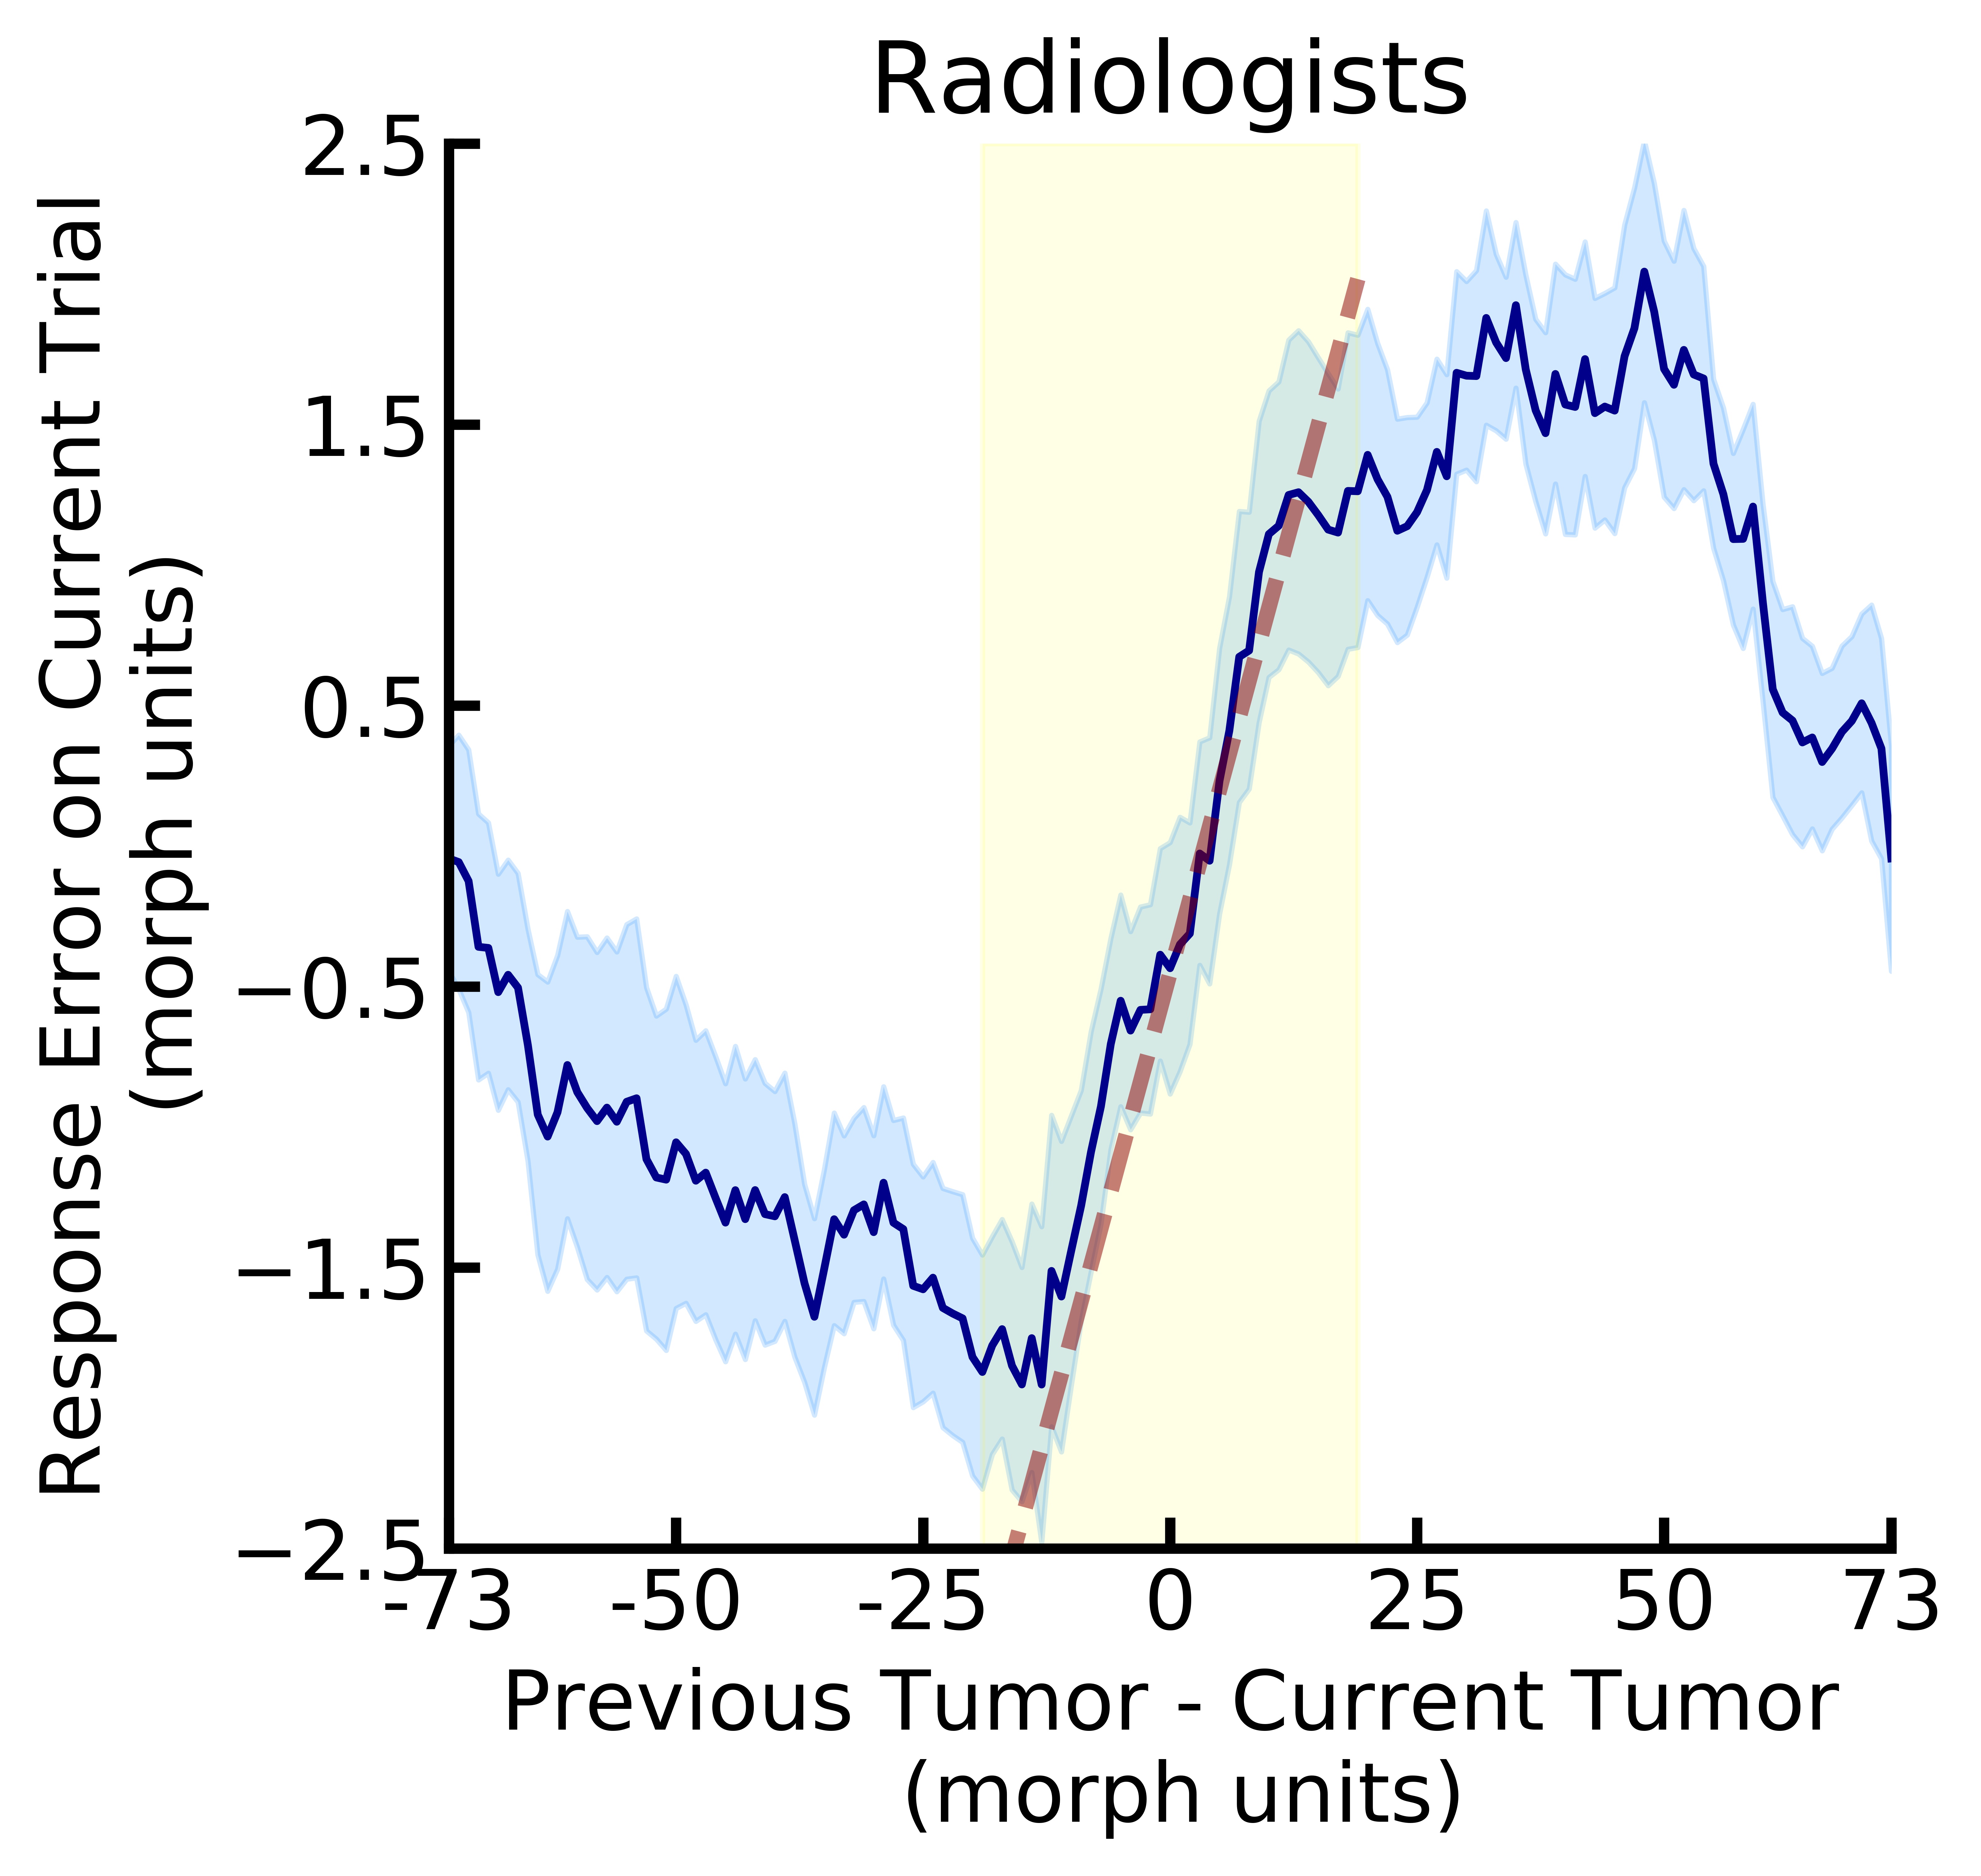 Radiologists
Response Error on Current Trial
(morph units)
2.5
1.5
0.5
−0.5
−1.5
−2.5
-73 -50 -25 0 25 50 73
Previous Tumor - Current Tumor
(morph units)